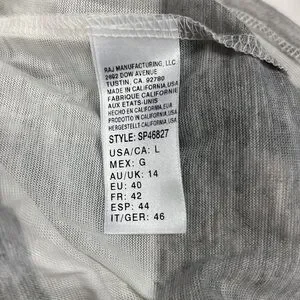 RAJ MANUFACTURING, LLC
2692 DOW AVENUE
TUSTIN, CA. 92780
MADE IN CALIFORNIA, USA
FABRIQUE CALIFORNIE
AUX ETATS-UNIS
HECHO EN CALIFORNIA, EUA
PRODOTTO IN CALIFORNIA, USA
HERGESTELLT CALIFORNIA, USA
STYLE: SP46827
USA/CA: L
MEX: G
AU/UK: 14
EU: 40
FR: 42
ESP: 44
IT/GER: 46